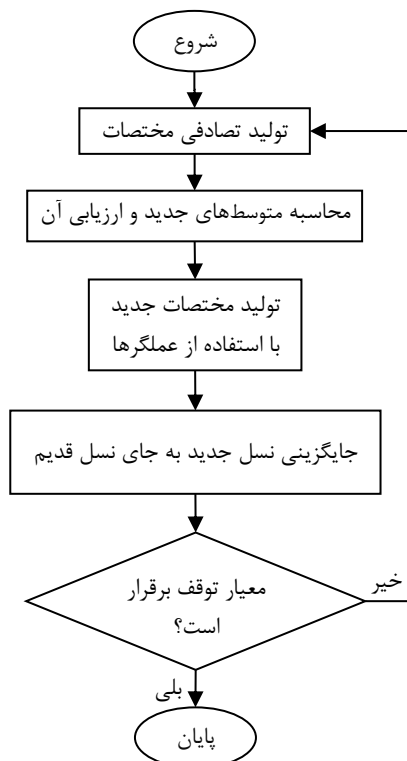 شروع
تولید تصادفی مختصات
محاسبه متوسط‌های جدید و ارزیابی آن
تولید مختصات جدید
با استفاده از عملگرها
جایگزینی نسل جدید به جای نسل قدیم
معیار توقف برقرار
است؟
خیر
بلی
پایان